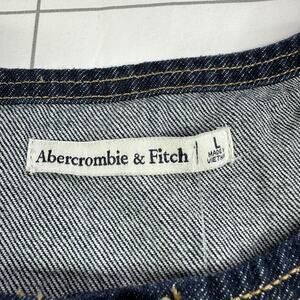 Abercrombie & Fitch
L
MADE IN
VIETNAM